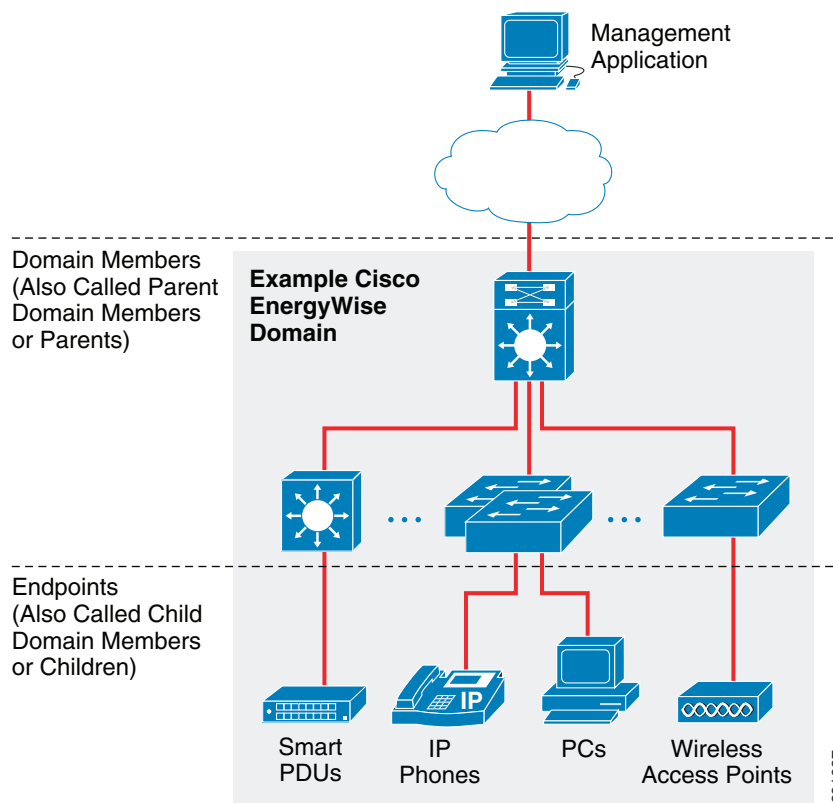 Management
Application
Domain Members
(Also Called Parent
Domain Members
or Parents)
Example Cisco
EnergyWise
Domain
Endpoints
(Also Called Child
Domain Members
or Children)
IP
Smart
PDUs
IP
Phones
PCs
Wireless
Access Points